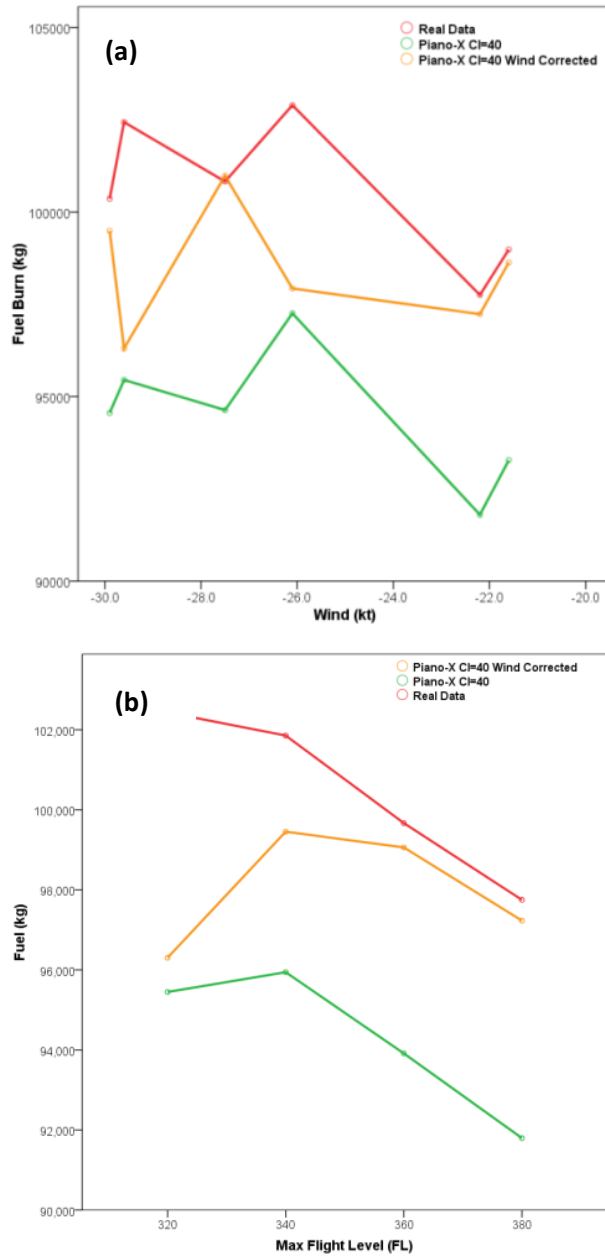 (a)
Real Data
Piano-X CI=40
Piano-X CI=40 Wind Corrected
105000
100000
95000
90000
Fuel Burn (kg)
-30.0 -28.0 -26.0 -24.0 -22.0 -20.0
Wind (kt)
(b)
Piano-X CI=40 Wind Corrected
Piano-X CI=40
Real Data
102,000
100,000
98,000
96,000
94,000
92,000
90,000
Fuel (kg)
320 340 360 380
Max Flight Level (FL)